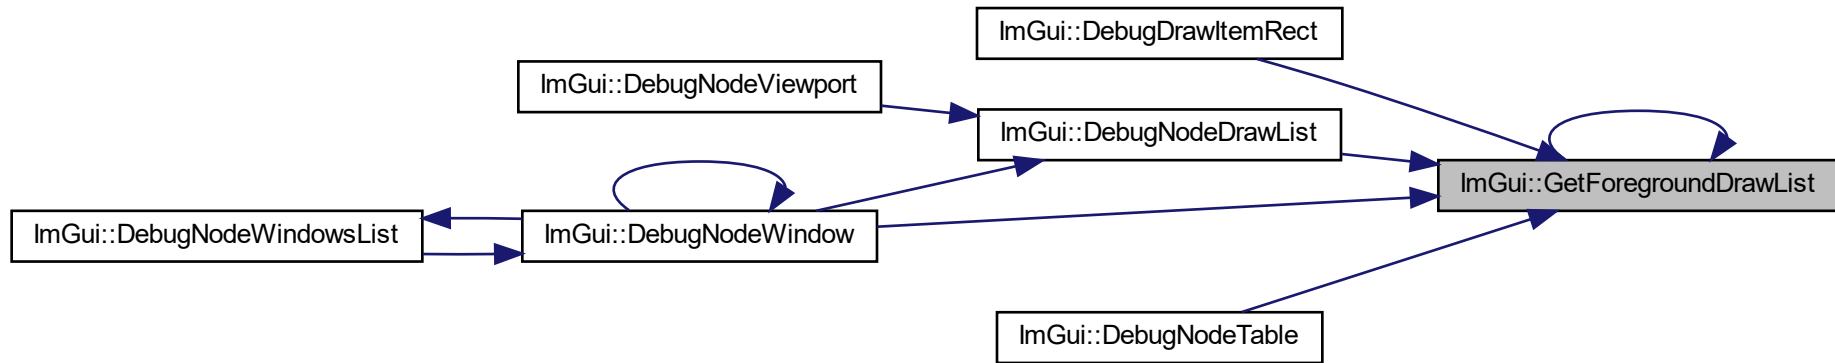 ImGui::DebugDrawItemRect
ImGui::DebugNodeViewport
ImGui::DebugNodeDrawList
ImGui::GetForegroundDrawList
ImGui::DebugNodeWindowsList
ImGui::DebugNodeWindow
ImGui::DebugNodeTable